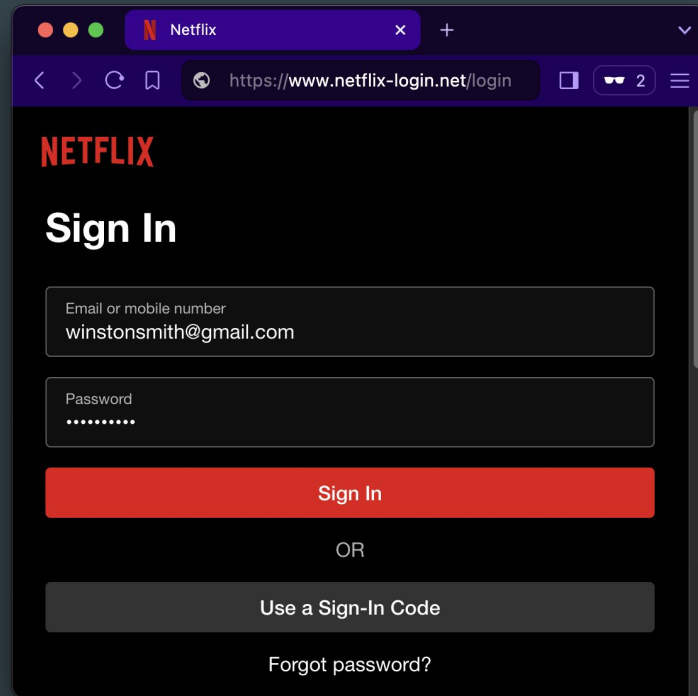 Netflix
https://www.netflix-login.net/login
2
NETFLIX
Sign In
Email or mobile number
winstonsmith@gmail.com
Password
••••••••••
Sign In
OR
Use a Sign-In Code
Forgot password?